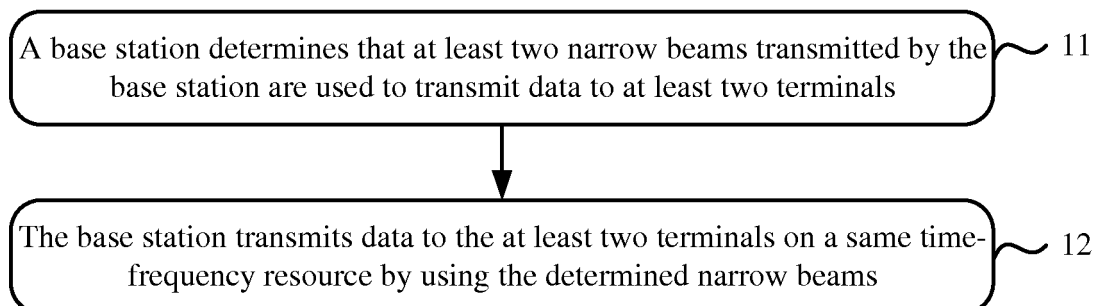 A base station determines that at least two narrow beams transmitted by the
base station are used to transmit data to at least two terminals
11
The base station transmits data to the at least two terminals on a same time-
frequency resource by using the determined narrow beams
12